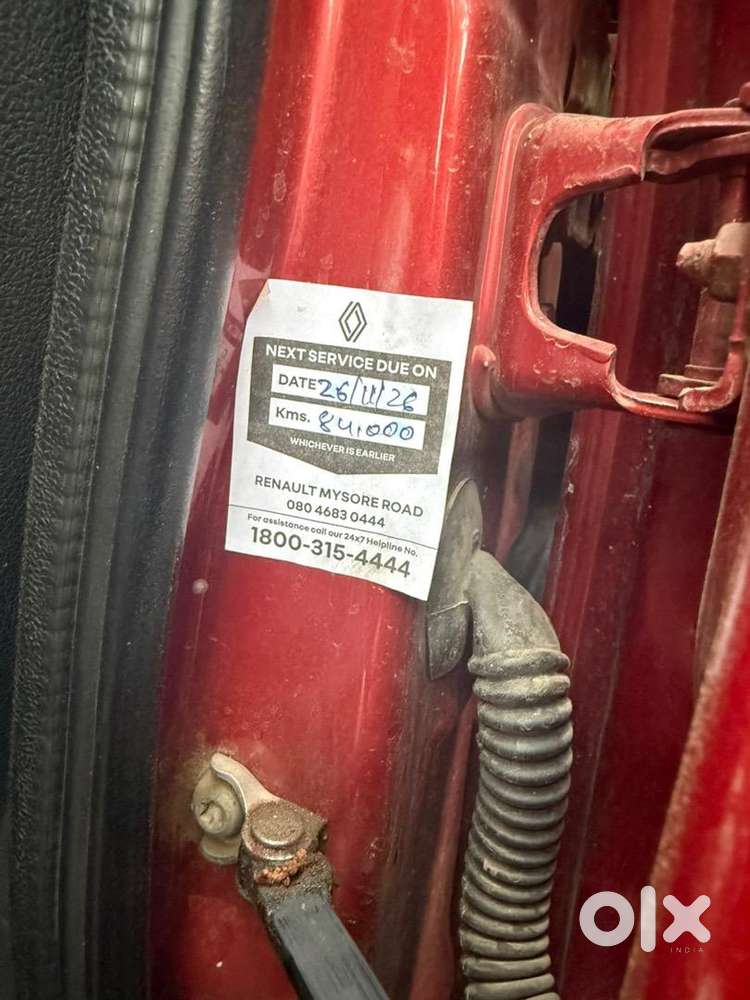 NEXT SERVICE DUE ON
DATE 26/11/26
Kms. 84,000
WHICHEVER IS EARLIER
RENAULT MYSORE ROAD
080 4683 0444
For assistance call our 24x7 Helpline No.
1800-315-4444
olx
INDIA